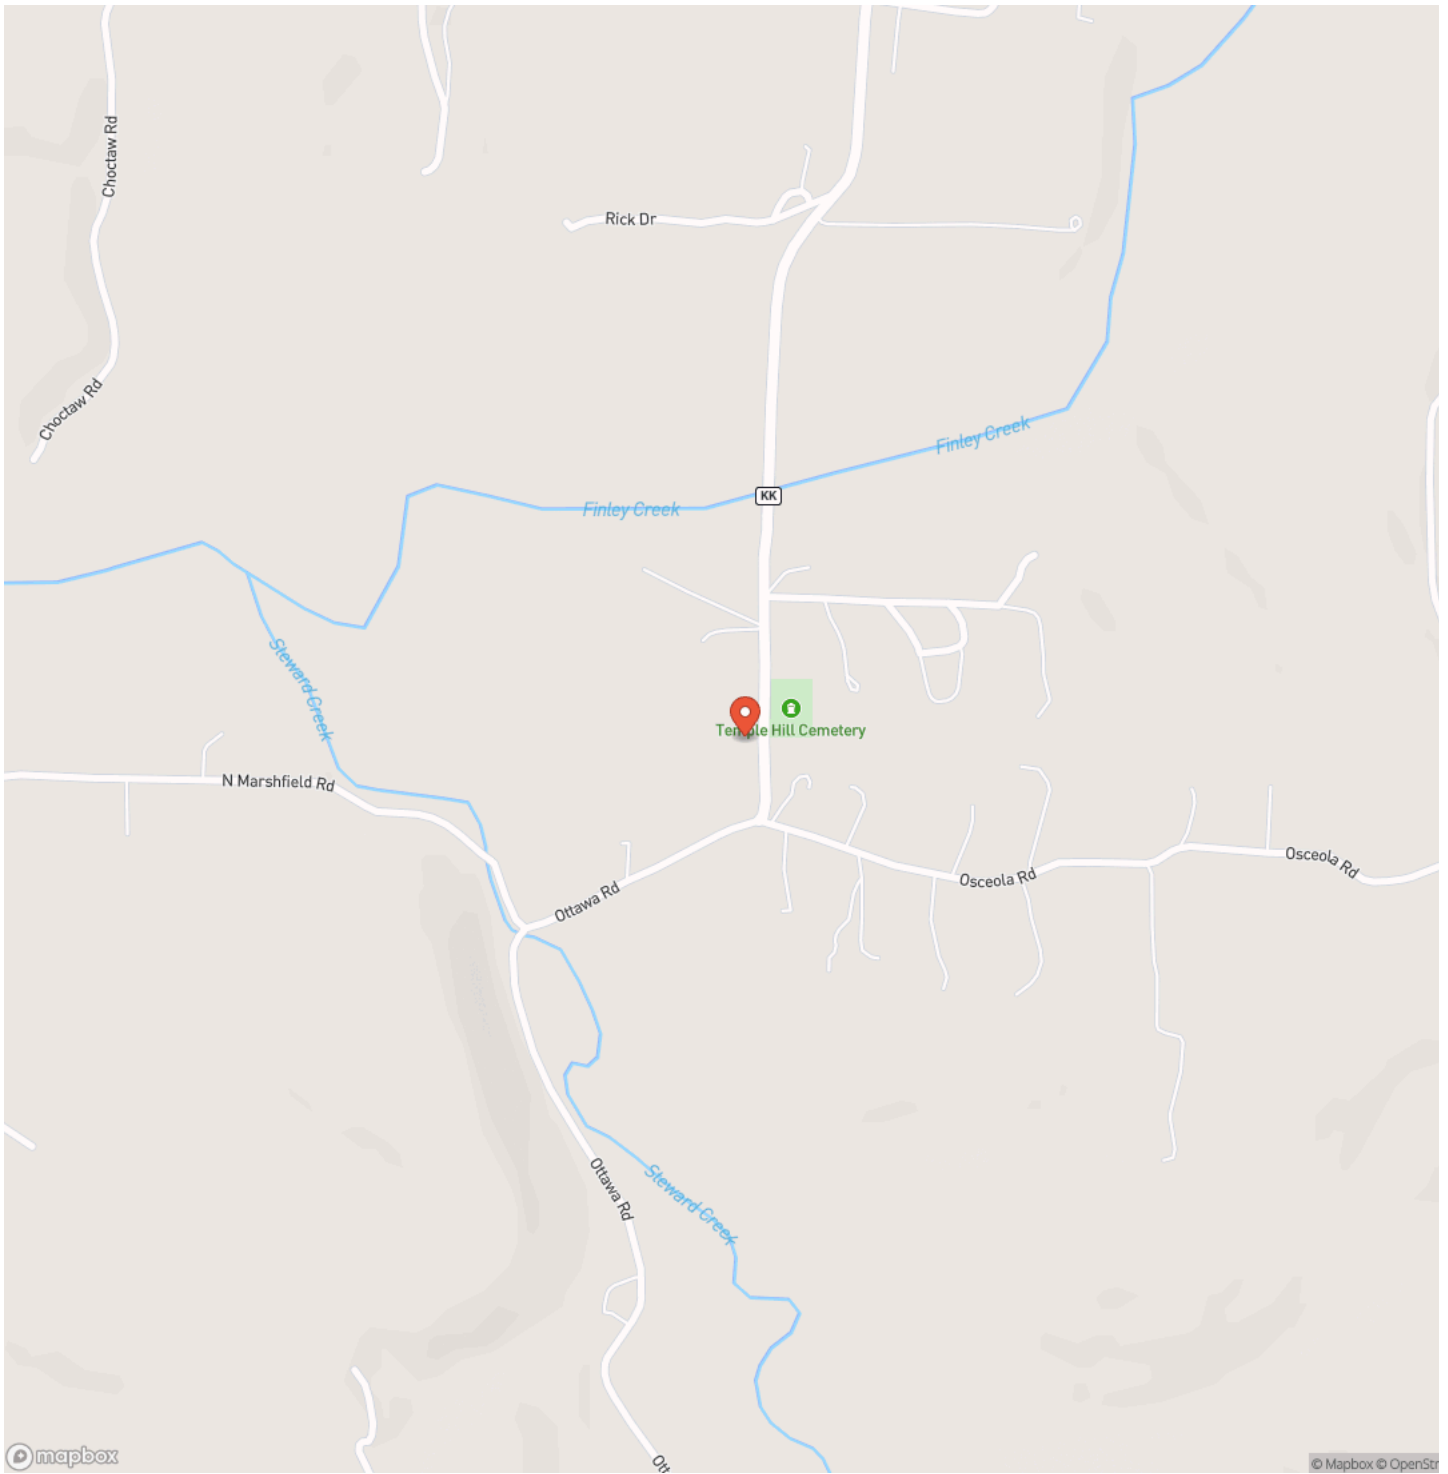 Choctaw Rd
Rick Dr
Choctaw Rd
Finley Creek
KK
Finley Creek
Steward Creek
Temple Hill Cemetery
N Marshfield Rd
Osceola Rd
Osceola Rd
Ottawa Rd
Ottawa Rd
Steward Creek
Ott
mapbox
© Mapbox © OpenStr